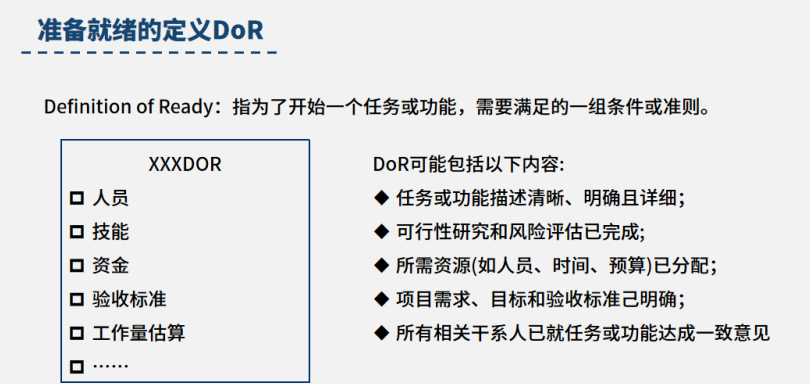 准备就绪的定义DoR
Definition of Ready：指为了开始一个任务或功能，需要满足的一组条件或准则。
XXXDOR
人员
技能
资金
验收标准
工作量估算
……
DoR可能包括以下内容:
◆ 任务或功能描述清晰、明确且详细；
◆ 可行性研究和风险评估已完成;
◆ 所需资源(如人员、时间、预算)已分配；
◆ 项目需求、目标和验收标准己明确；
◆ 所有相关干系人已就任务或功能达成一致意见